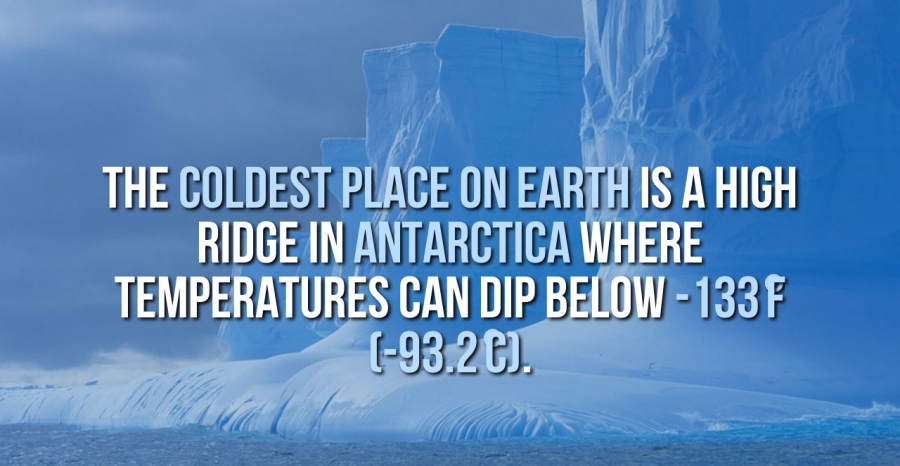 THE COLDEST PLACE ON EARTH IS A HIGH
RIDGE IN ANTARCTICA WHERE
TEMPERATURES CAN DIP BELOW -133°F
(-93.2°C).